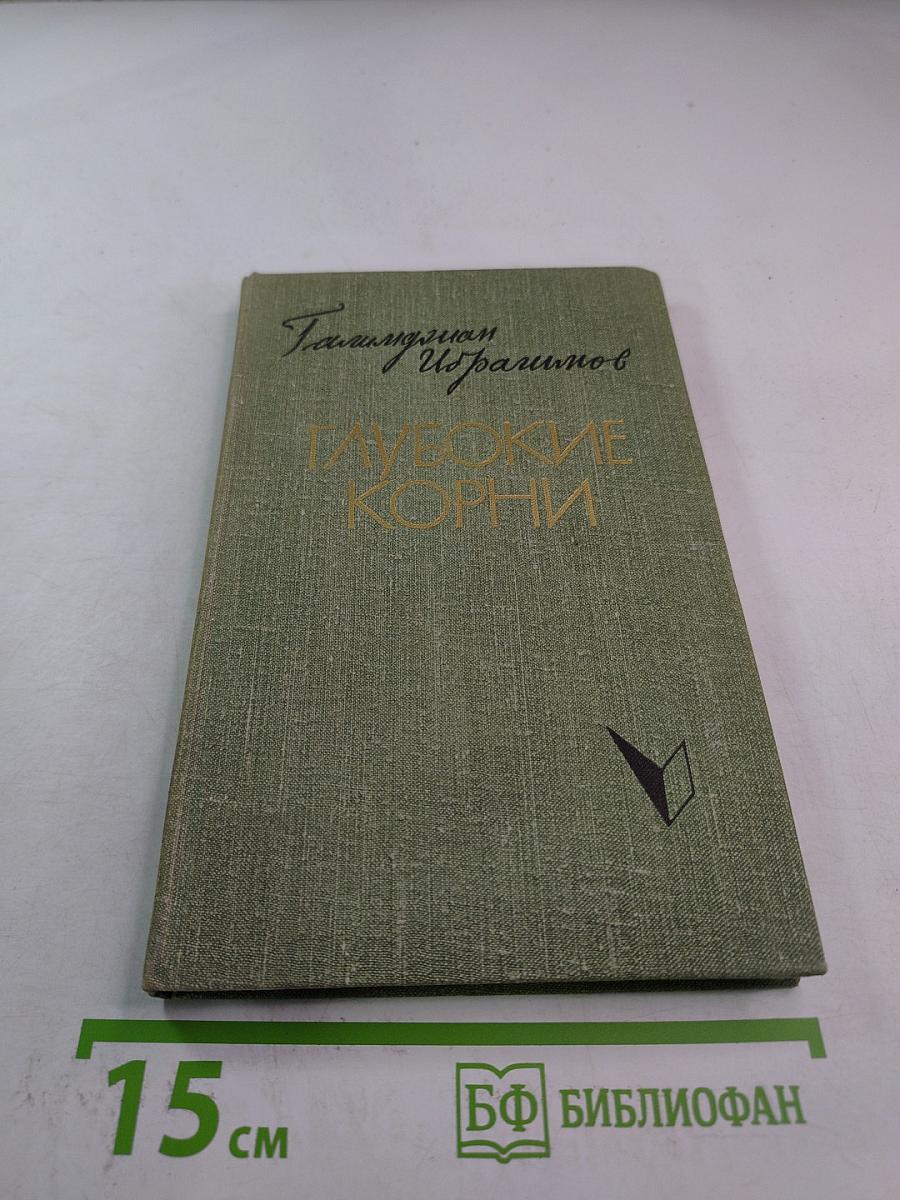 Галимджан
Ибрагимов
ГЛУБОКИЕ
КОРНИ
15 см
БФ БИБЛИОФАН